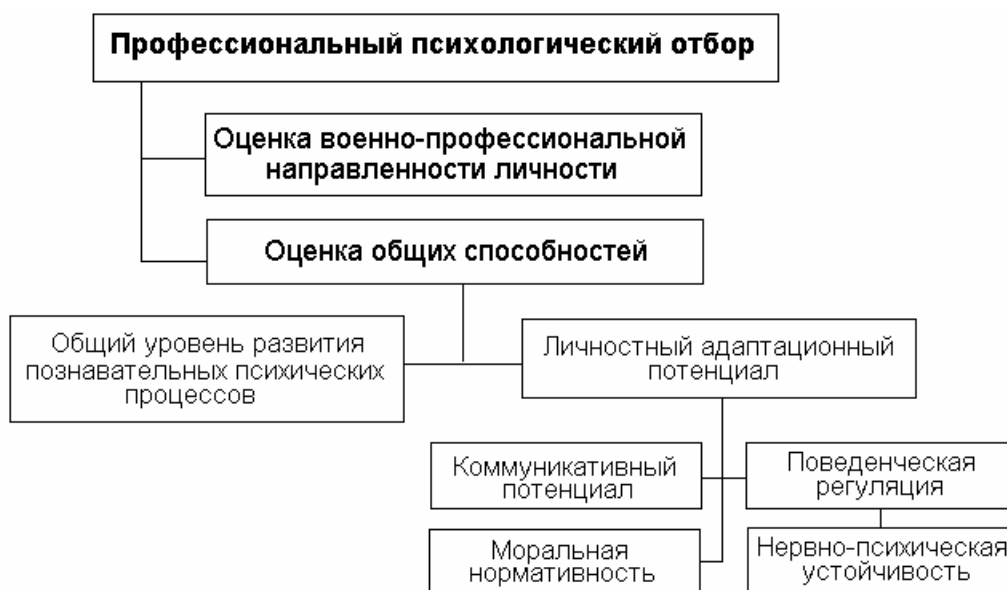 Профессиональный психологический отбор
Оценка военно-профессиональной
направленности личности
Оценка общих способностей
Общий уровень развития
познавательных психических
процессов
Личностный адаптационный
потенциал
Коммуникативный
потенциал
Поведенческая
регуляция
Моральная
нормативность
Нервно-психическая
устойчивость